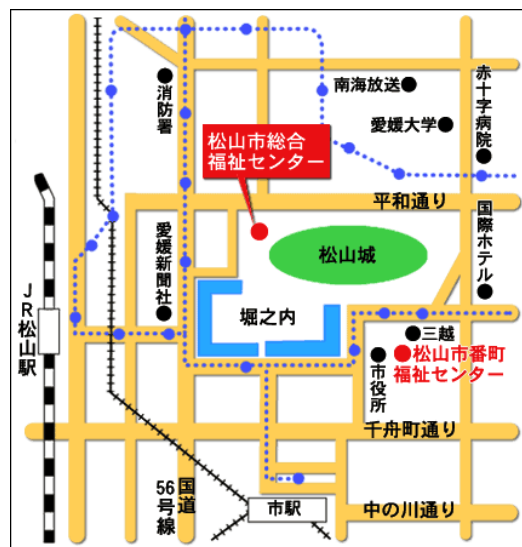 消防署
南海放送
愛媛大学
赤十字病院
松山市総合
福祉センター
平和通り
国際ホテル
愛媛新聞社
松山城
JR松山駅
堀之内
三越
松山市番町
福祉センター
市役所
千舟町通り
国道
56号線
市駅
中の川通り